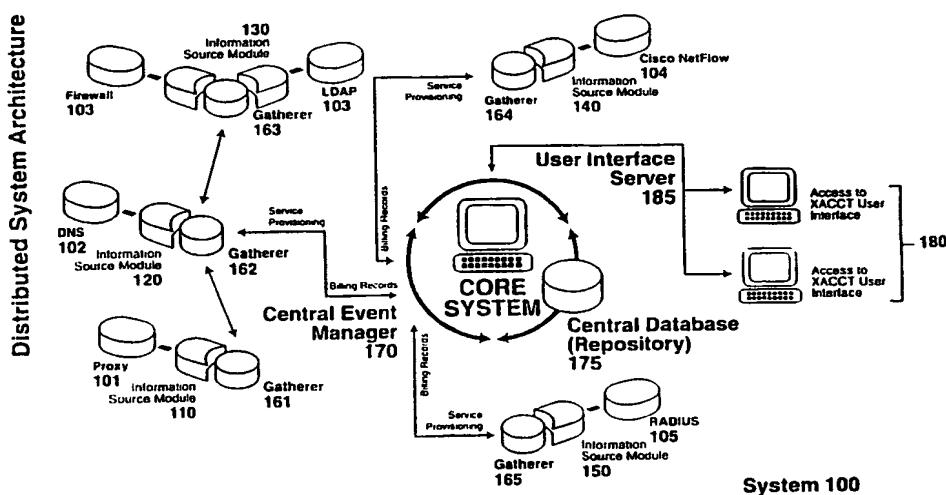 Distributed System Architecture
130
Information
Source Module
Firewall
103
Gatherer
163
LDAP
103
Service
Provisioning
Gatherer
164
Information
Source Module
140
Cisco NetFlow
104
User Interface
Server
185
Access to
XACCT User
Interface
Access to
XACCT User
Interface
180
DNS
102
Information
Source Module
120
Gatherer
162
Service
Provisioning
Billing Records
Billing Records
CORE
SYSTEM
Central Event
Manager
170
Central Database
(Repository)
175
Proxy
101
Information
Source Module
110
Gatherer
161
Billing Records
Service
Provisioning
Gatherer
165
Information
Source Module
150
RADIUS
105
System 100